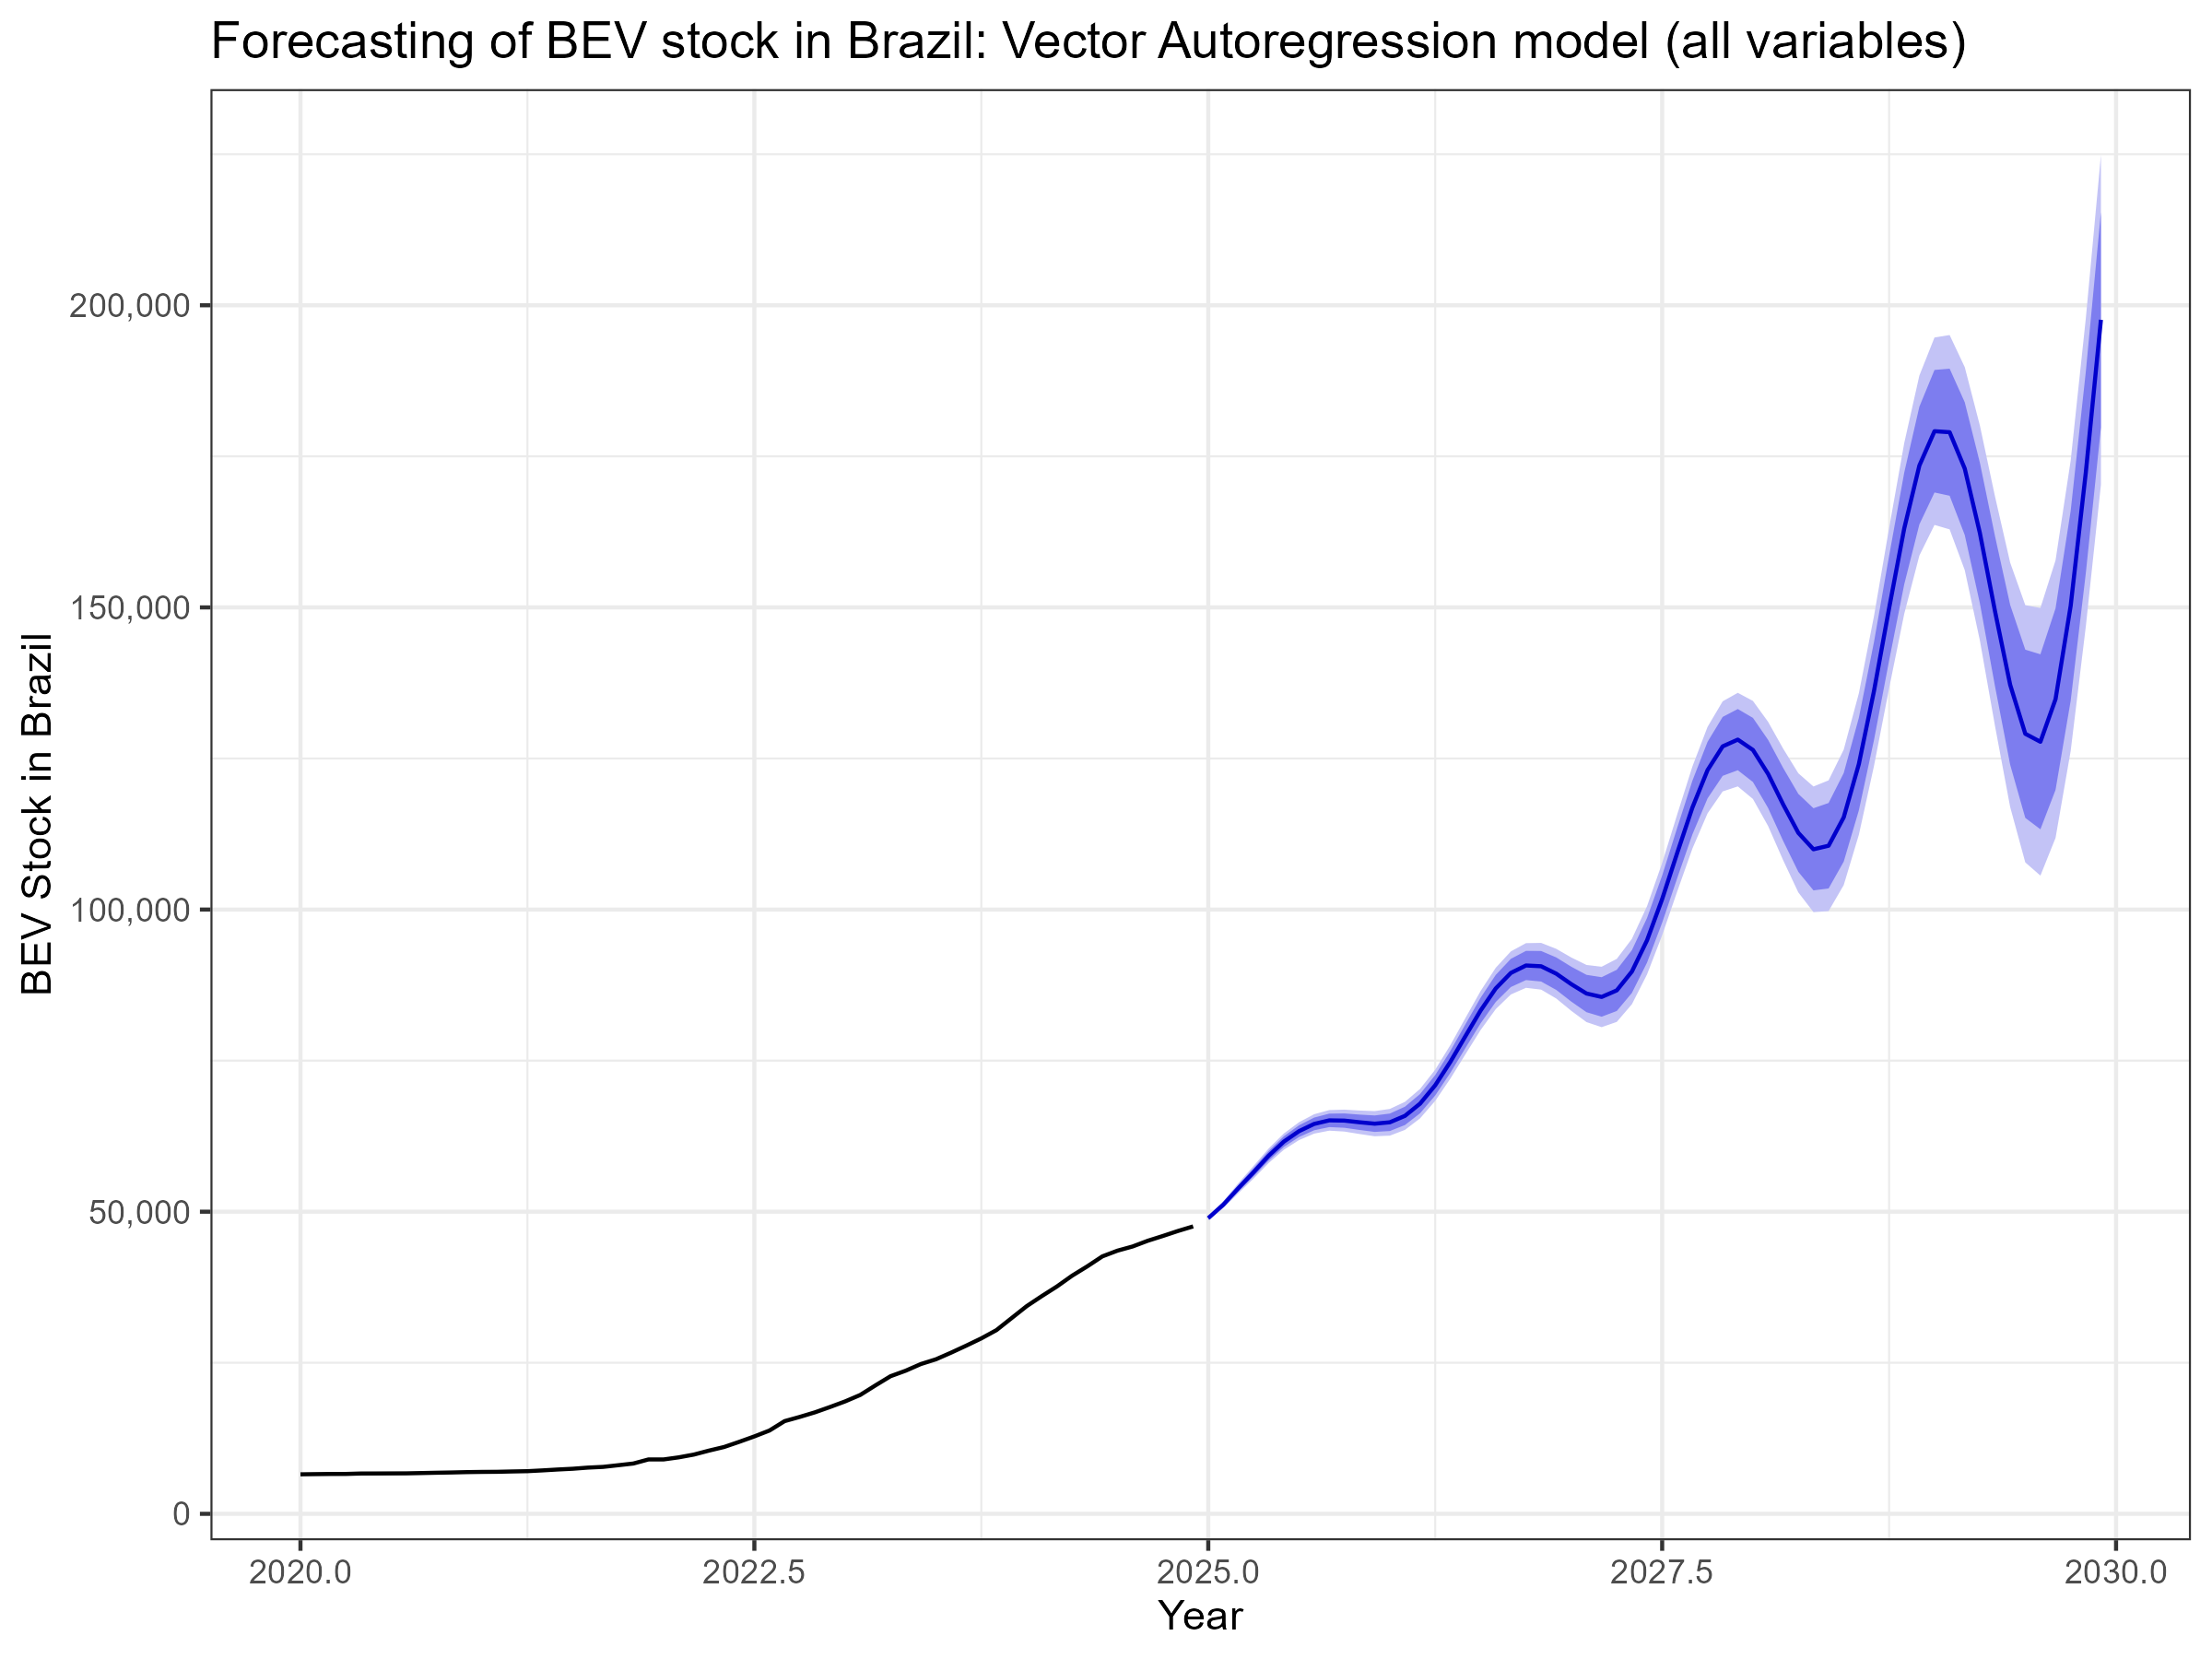 Forecasting of BEV stock in Brazil: Vector Autoregression model (all variables)
BEV Stock in Brazil
200,000
150,000
100,000
50,000
0
2020.0 2022.5 2025.0 2027.5 2030.0
Year